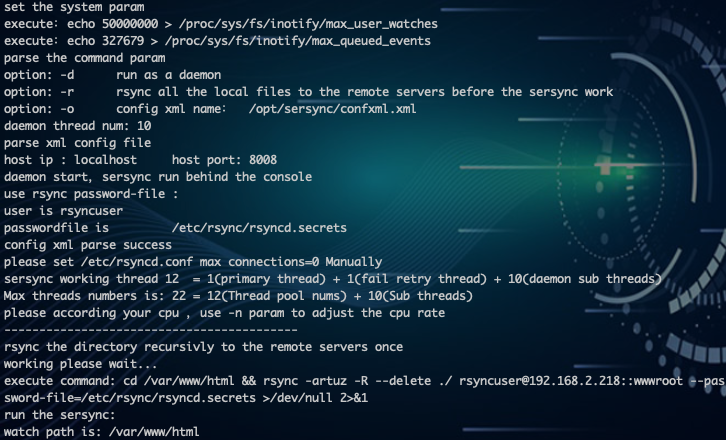 set the system param
execute: echo 50000000 > /proc/sys/fs/inotify/max_user_watches
execute: echo 327679 > /proc/sys/fs/inotify/max_queued_events
parse the command param
option: -d      run as a daemon
option: -r      rsync all the local files to the remote servers before the sersync work
option: -o      config xml name:   /opt/sersync/confxml.xml
daemon thread num: 10
parse xml config file
host ip : localhost     host port: 8008
daemon start, sersync run behind the console
use rsync password-file :
user is rsyncuser
passwordfile is         /etc/rsync/rsyncd.secrets
config xml parse success
please set /etc/rsyncd.conf max connections=0 Manually
sersync working thread 12  = 1(primary thread) + 1(fail retry thread) + 10(daemon sub threads)
Max threads numbers is: 22 = 12(Thread pool nums) + 10(Sub threads)
please according your cpu , use -n param to adjust the cpu rate
------------------------------------------
rsync the directory recursivly to the remote servers once
working please wait...
execute command: cd /var/www/html && rsync -artuz -R --delete ./ rsyncuser@192.168.2.218::wwwroot --pas
sword-file=/etc/rsync/rsyncd.secrets >/dev/null 2>&1
run the sersync:
watch path is: /var/www/html